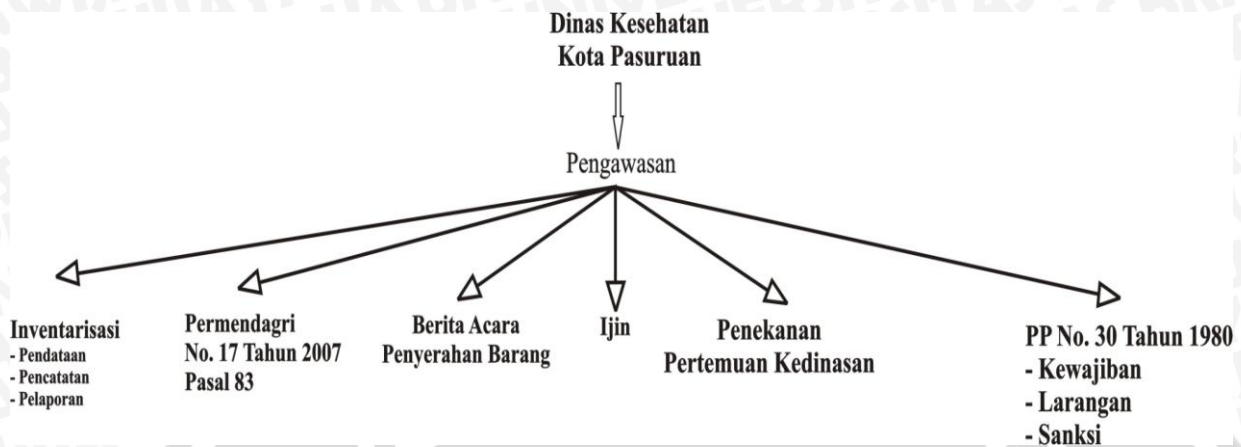 Dinas Kesehatan
Kota Pasuruan
Pengawasan
Inventarisasi
- Pendataan
- Pencatatan
- Pelaporan
Permendagri
No. 17 Tahun 2007
Pasal 83
Berita Acara
Penyerahan Barang
Ijin
Penekanan
Pertemuan Kedinasan
PP No. 30 Tahun 1980
- Kewajiban
- Larangan
- Sanksi